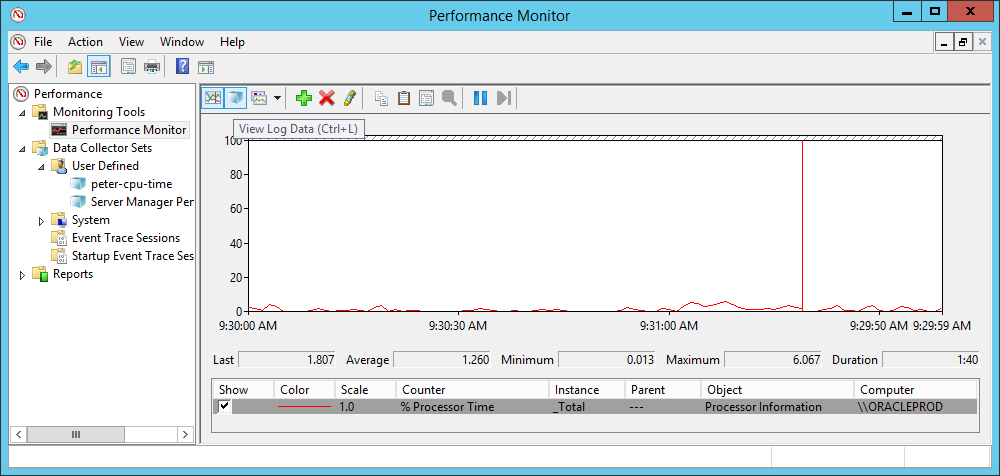 Performance Monitor
File Action View Window Help
Performance
Monitoring Tools
Performance Monitor
Data Collector Sets
User Defined
peter-cpu-time
Server Manager Per
System
Event Trace Sessions
Startup Event Trace Ses
Reports
View Log Data (Ctrl+L)
100
80
60
40
20
0
9:30:00 AM 9:30:30 AM 9:31:00 AM 9:29:50 AM 9:29:59 AM
Last 1.807 Average 1.260 Minimum 0.013 Maximum 6.067 Duration 1:40
Show Color Scale Counter Instance Parent Object Computer
1.0 % Processor Time _Total --- Processor Information \\ORACLEPROD